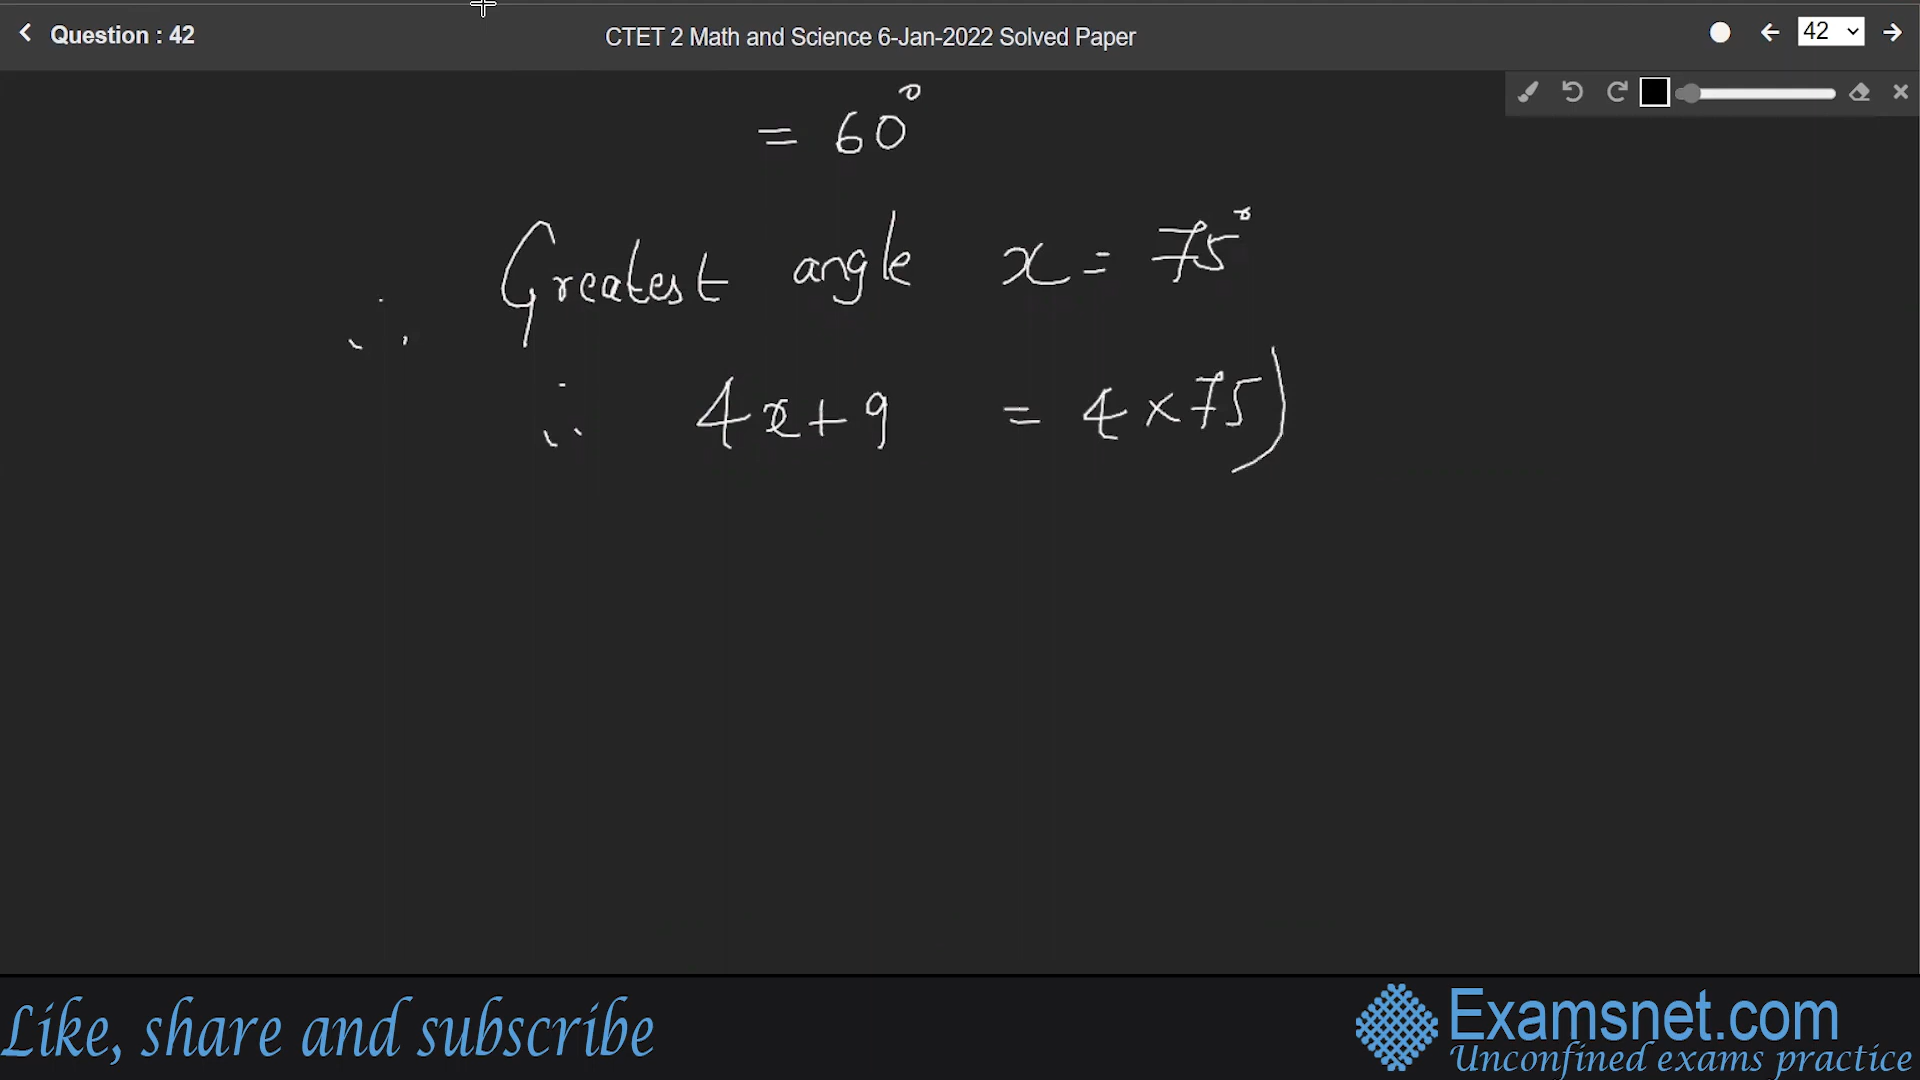 Question : 42
CTET 2 Math and Science 6-Jan-2022 Solved Paper
42
= 60°
Greatest angle x = 75°
∴
∴ 4x+9 = 4×75)
Like, share and subscribe
Examsnet.com
Unconfined exams practice